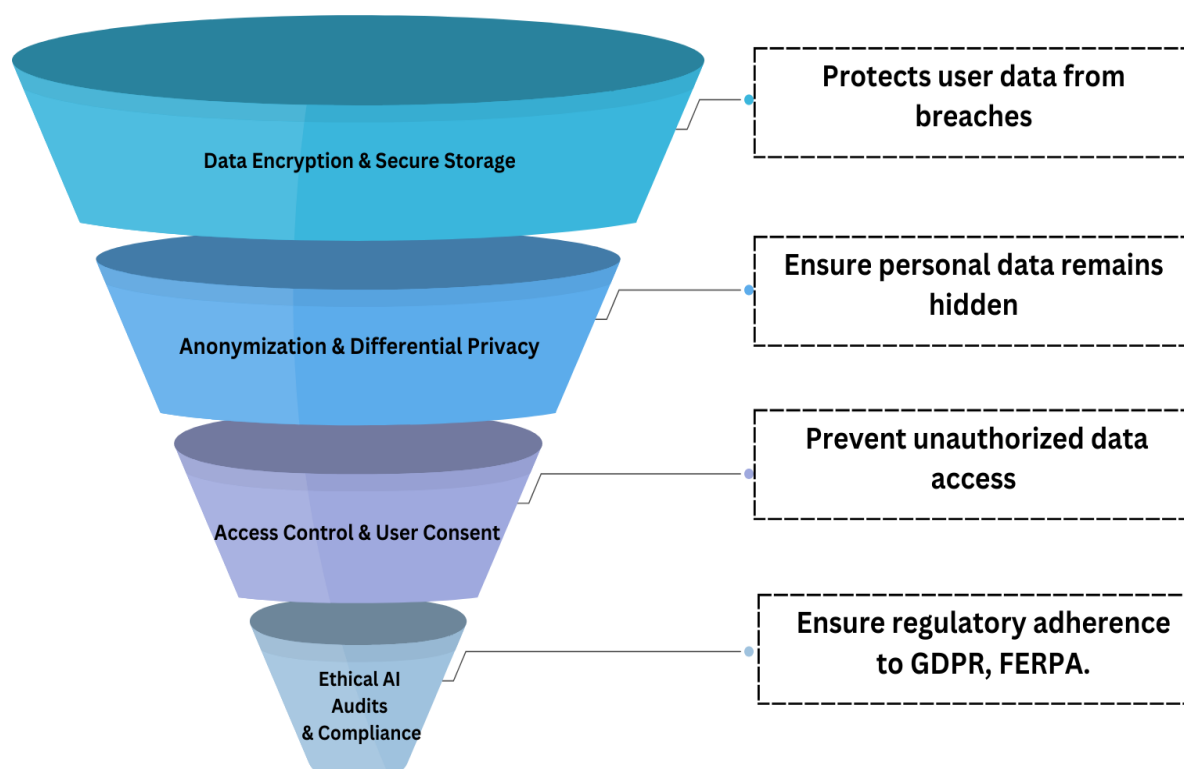 Protects user data from
breaches
Data Encryption & Secure Storage
Ensure personal data remains
hidden
Anonymization & Differential Privacy
Prevent unauthorized data
access
Access Control & User Consent
Ensure regulatory adherence
to GDPR, FERPA.
Ethical AI
Audits
& Compliance